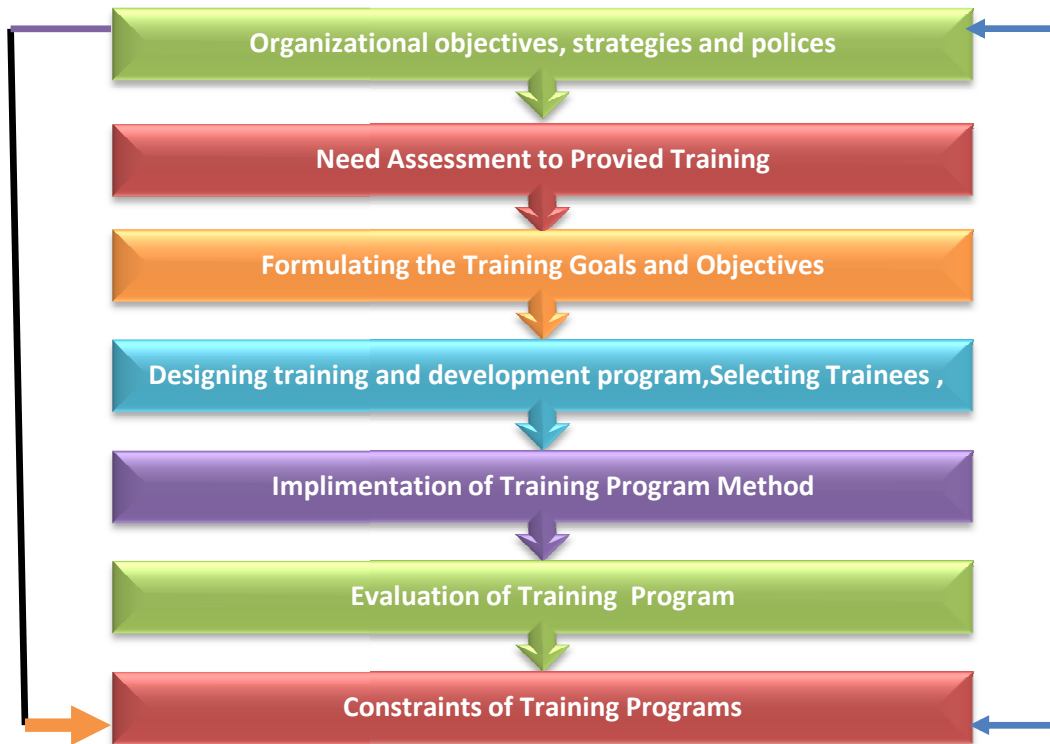 Organizational objectives, strategies and polices
Need Assessment to Provied Training
Formulating the Training Goals and Objectives
Designing training and development program,Selecting Trainees ,
Implimentation of Training Program Method
Evaluation of Training  Program
Constraints of Training Programs